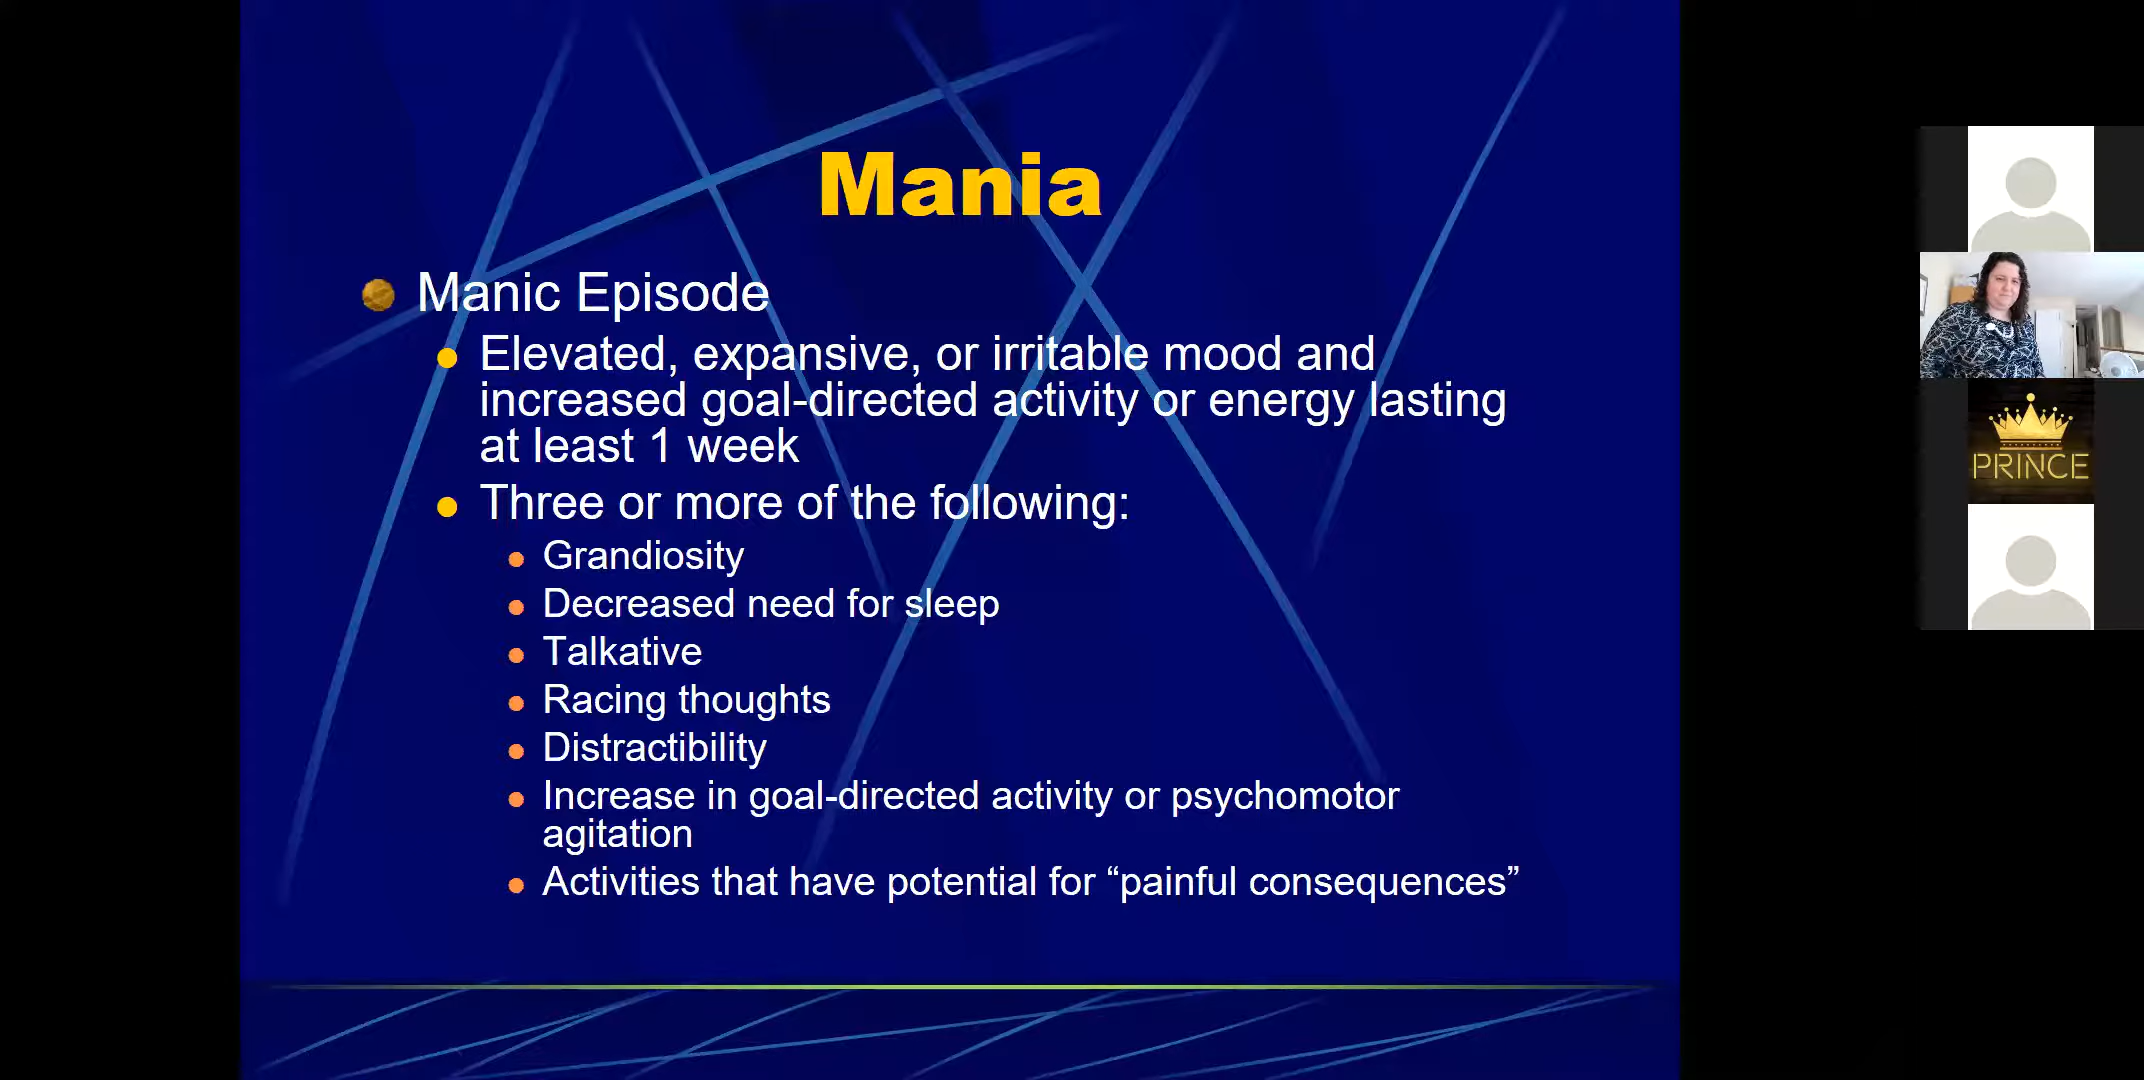 Mania
Manic Episode
Elevated, expansive, or irritable mood and
increased goal-directed activity or energy lasting
at least 1 week
Three or more of the following:
Grandiosity
Decreased need for sleep
Talkative
Racing thoughts
Distractibility
Increase in goal-directed activity or psychomotor
agitation
Activities that have potential for “painful consequences”
PRINCE